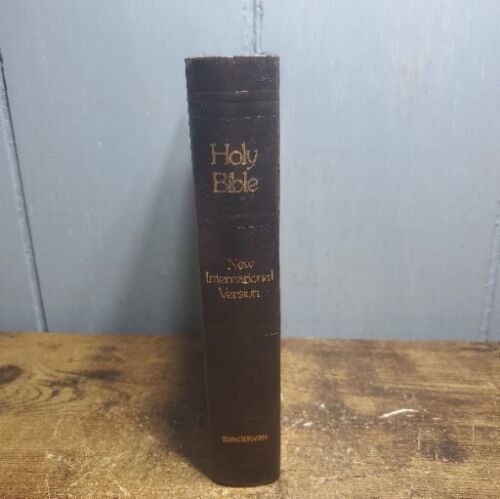 Holy
Bible
New
International
Version
ZONDERVAN